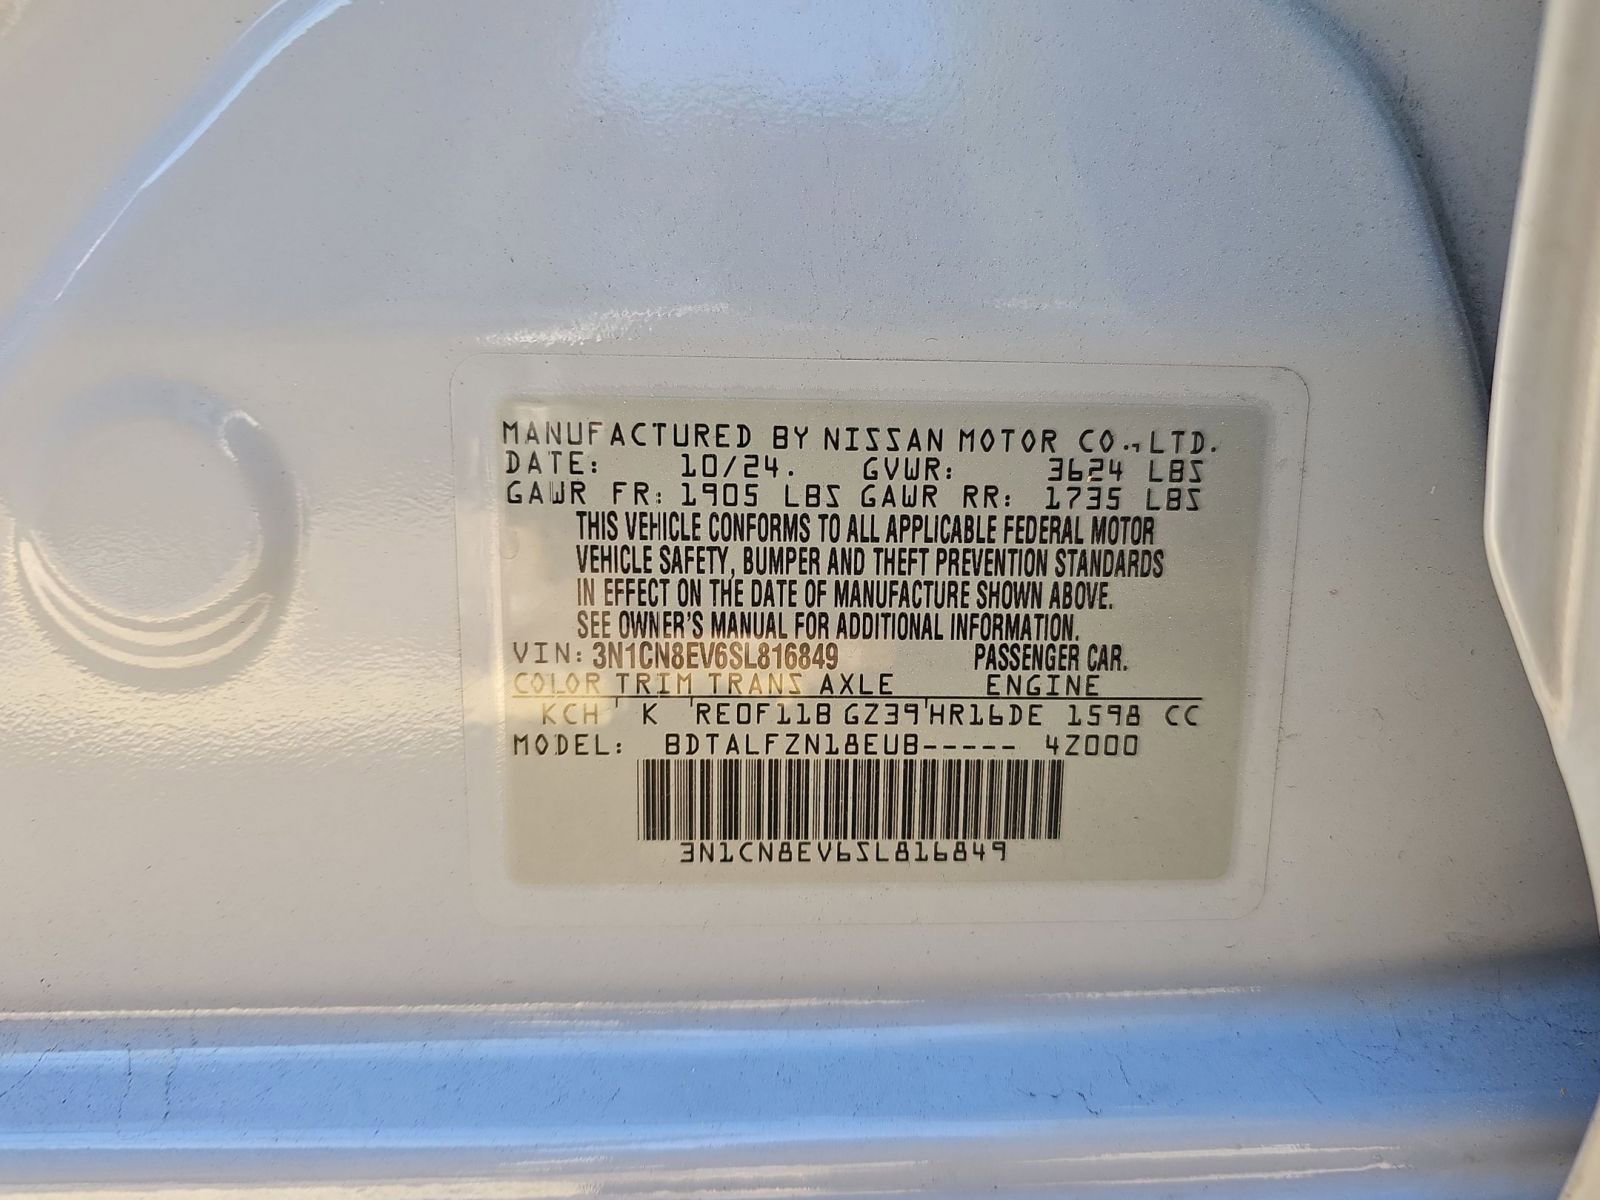 MANUFACTURED BY NISSAN MOTOR CO.,LTD.
DATE: 10/24. GVWR: 3624 LBS
GAWR FR: 1905 LBS GAWR RR: 1735 LBS
THIS VEHICLE CONFORMS TO ALL APPLICABLE FEDERAL MOTOR
VEHICLE SAFETY, BUMPER AND THEFT PREVENTION STANDARDS
IN EFFECT ON THE DATE OF MANUFACTURE SHOWN ABOVE.
SEE OWNER'S MANUAL FOR ADDITIONAL INFORMATION.
VIN: 3N1CN8EV6SL816849 PASSENGER CAR.
COLOR TRIM TRANS AXLE ENGINE
KCH K RE0F11B GZ39 HR16DE 1598 CC
MODEL: BDTALFZN18EUB----- 4Z000
3N1CN8EV6SL816849